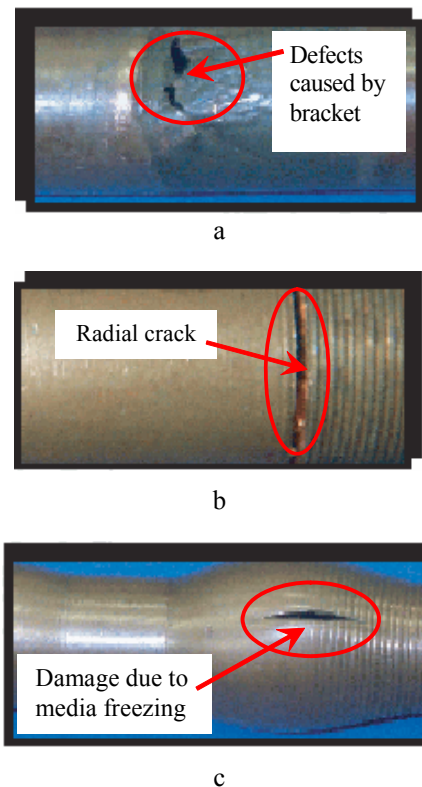 Defects
caused by
bracket
a
Radial crack
b
Damage due to
media freezing
c